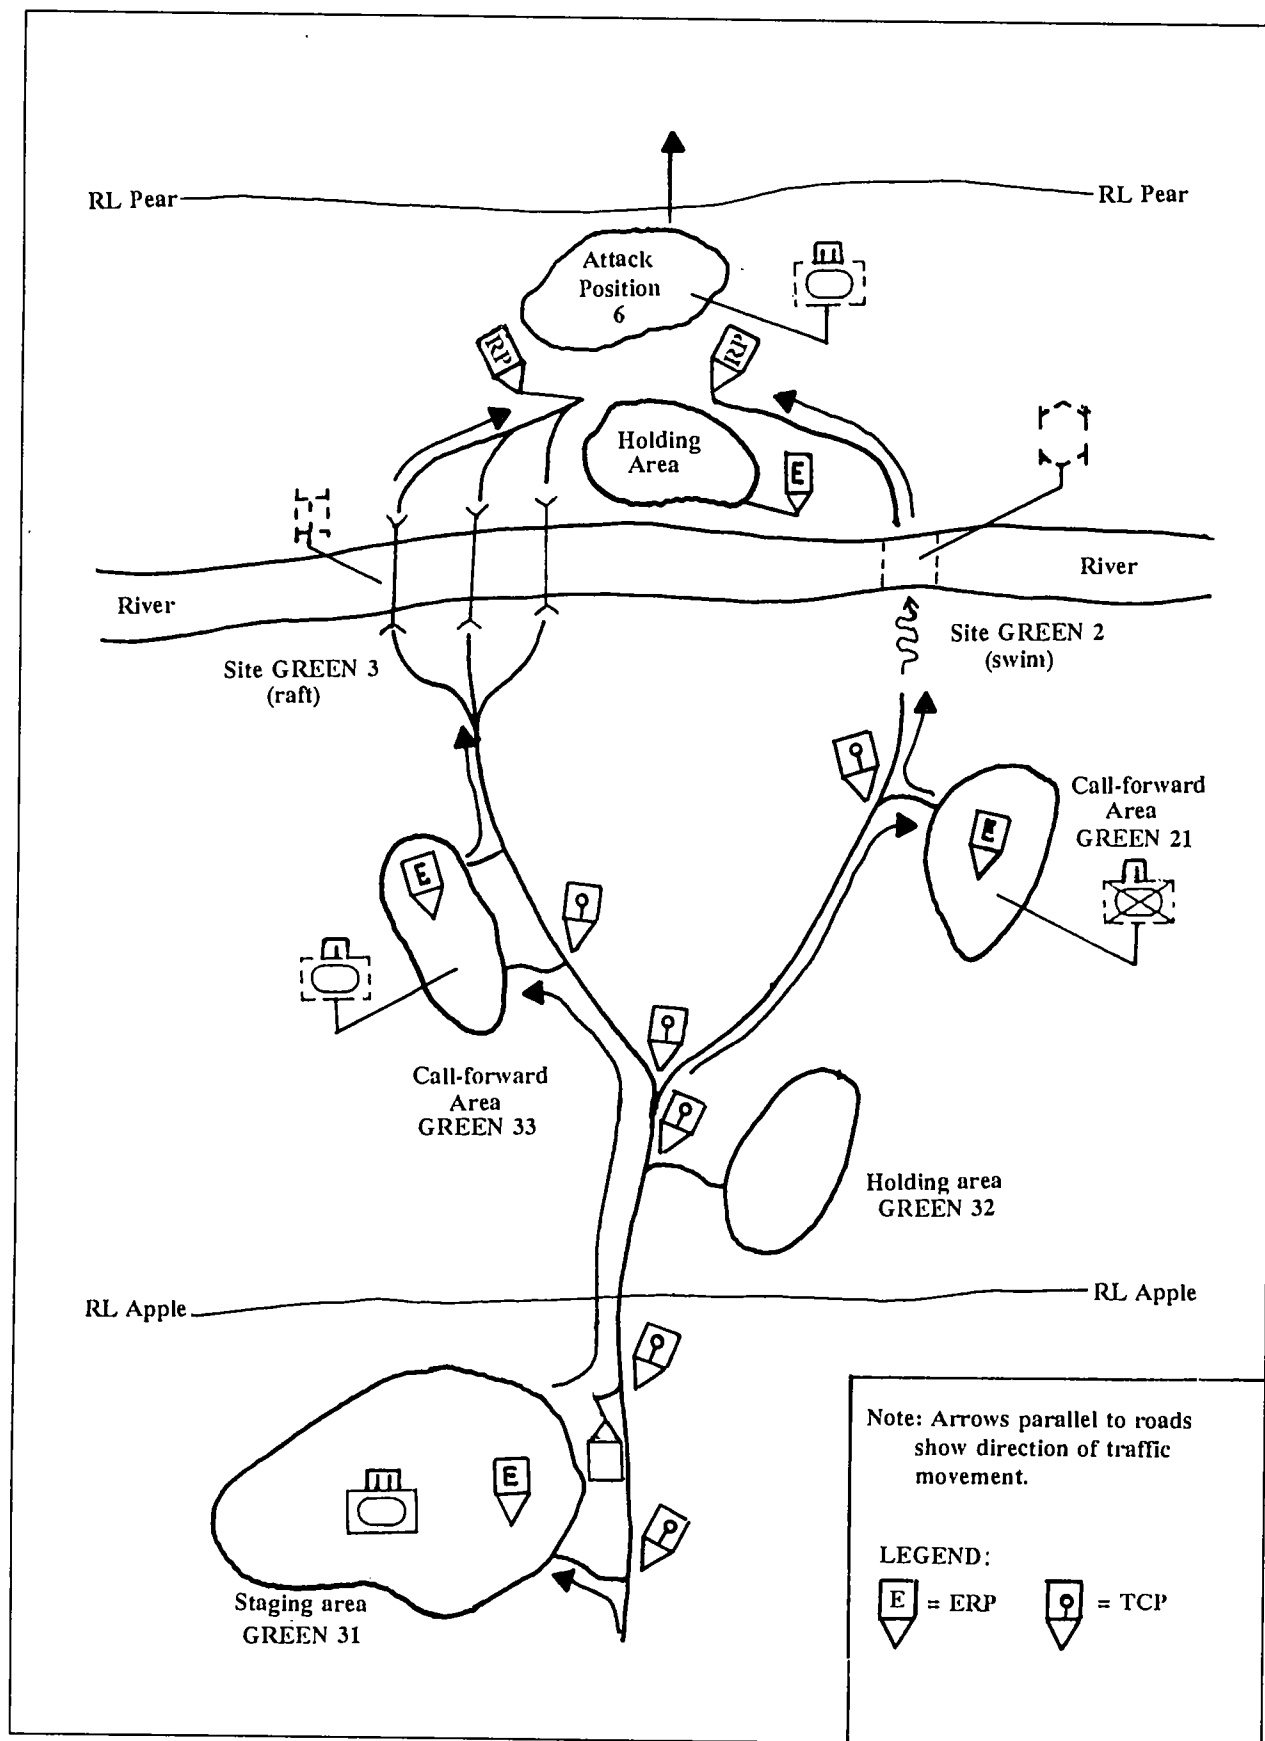 RL Pear
RL Pear
Attack
Position
6
RP
RP
Holding
Area
E
River
River
Site GREEN 3
(raft)
Site GREEN 2
(swim)
Call-forward
Area
GREEN 21
E
E
Call-forward
Area
GREEN 33
Holding area
GREEN 32
RL Apple
RL Apple
E
Staging area
GREEN 31
Note: Arrows parallel to roads
show direction of traffic
movement.
LEGEND:
E = ERP
= TCP